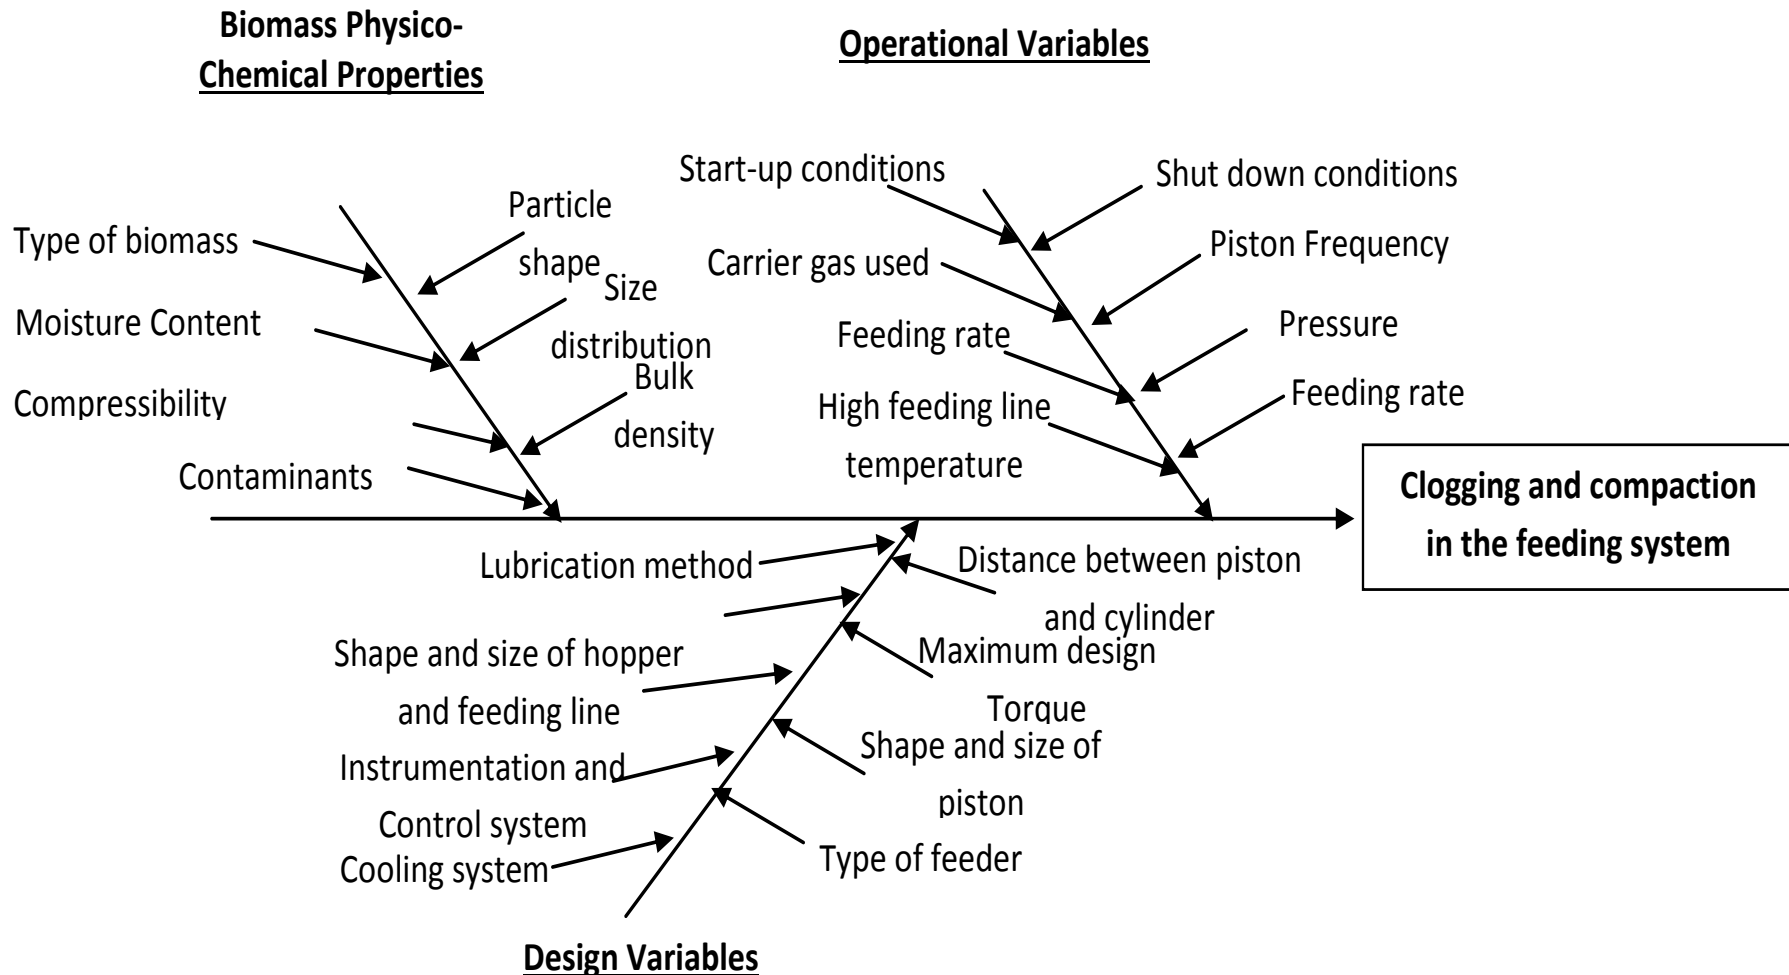 Biomass Physico-
Chemical Properties
Operational Variables
Type of biomass
Moisture Content
Compressibility
Contaminants
Particle
shape
Size
distribution
Bulk
density
Start-up conditions
Carrier gas used
Feeding rate
High feeding line
temperature
Shut down conditions
Piston Frequency
Pressure
Feeding rate
Clogging and compaction
in the feeding system
Lubrication method
Shape and size of hopper
and feeding line
Instrumentation and
Control system
Cooling system
Distance between piston
and cylinder
Maximum design
Torque
Shape and size of
piston
Type of feeder
Design Variables